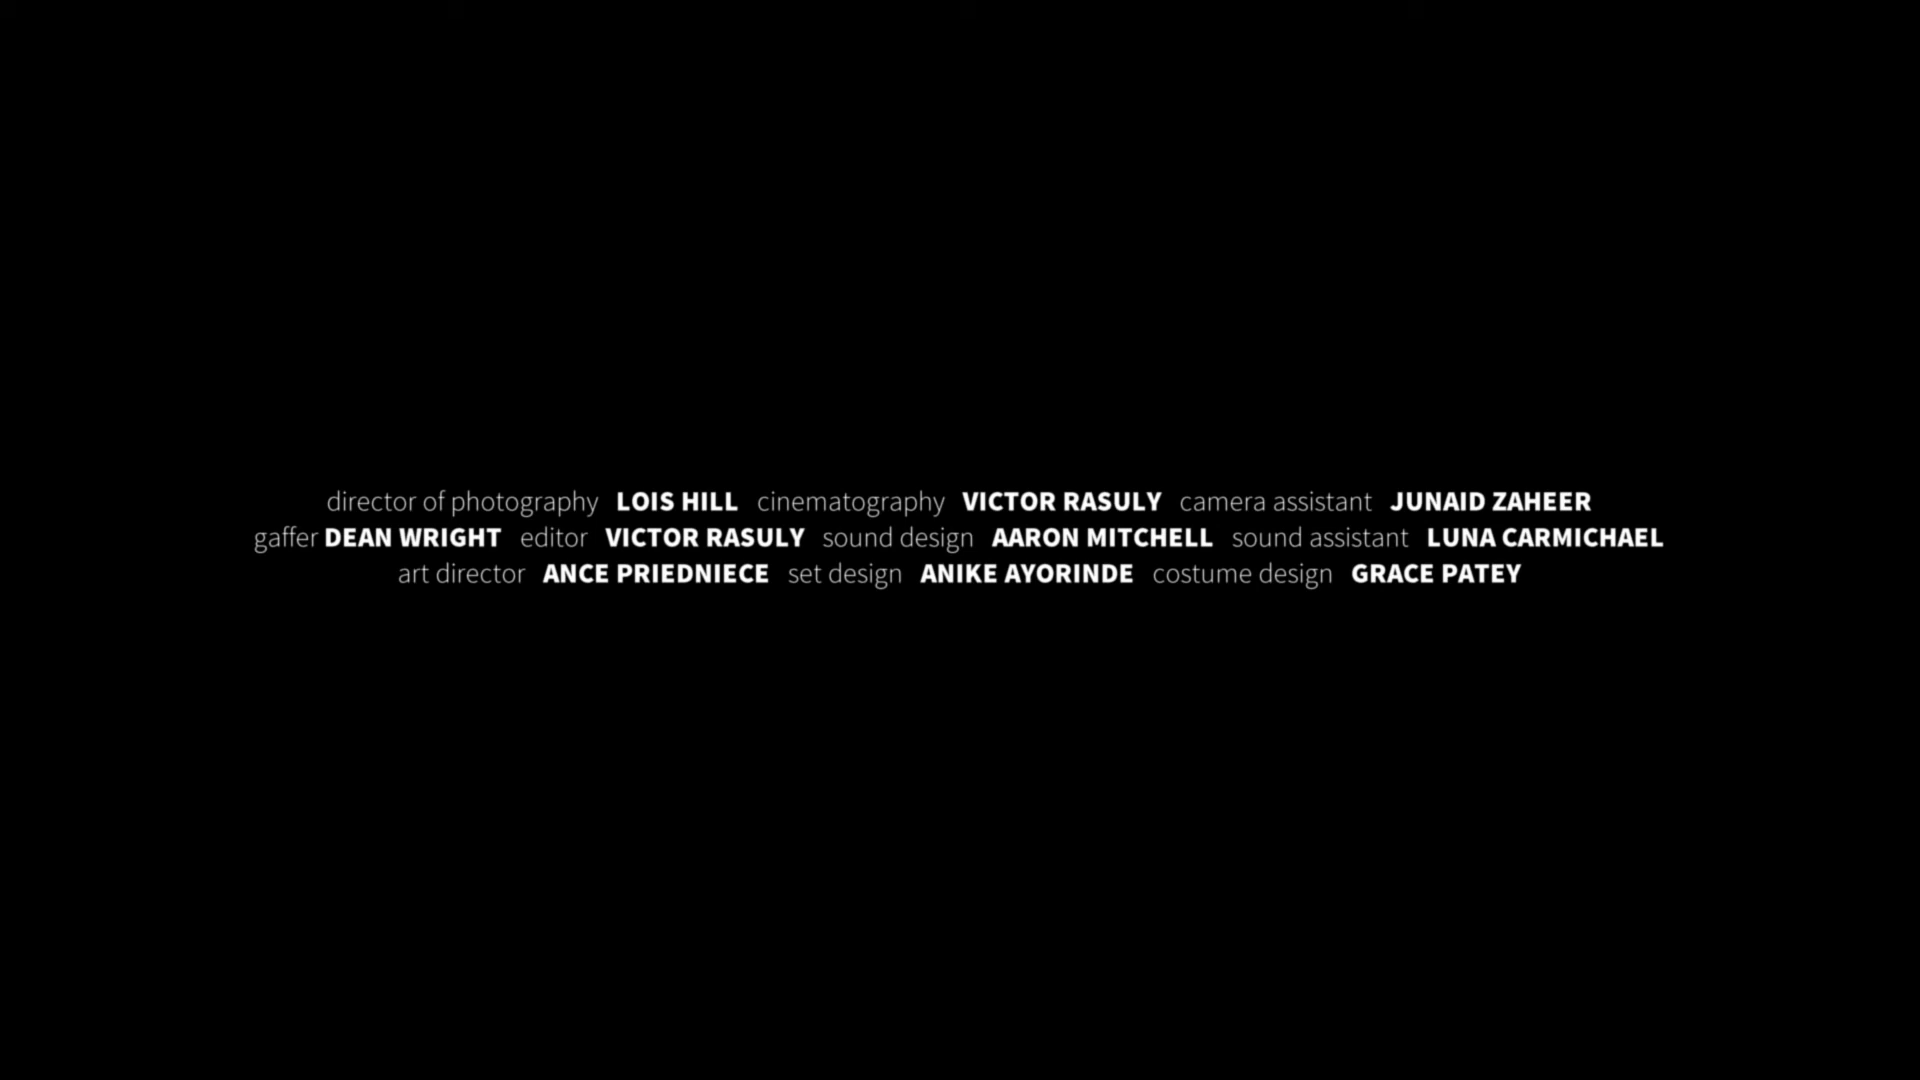 director of photography LOIS HILL cinematography VICTOR RASULY camera assistant JUNAID ZAHEER
gaffer DEAN WRIGHT editor VICTOR RASULY sound design AARON MITCHELL sound assistant LUNA CARMICHAEL
art director ANCE PRIEDNIECE set design ANIKE AYORINDE costume design GRACE PATEY